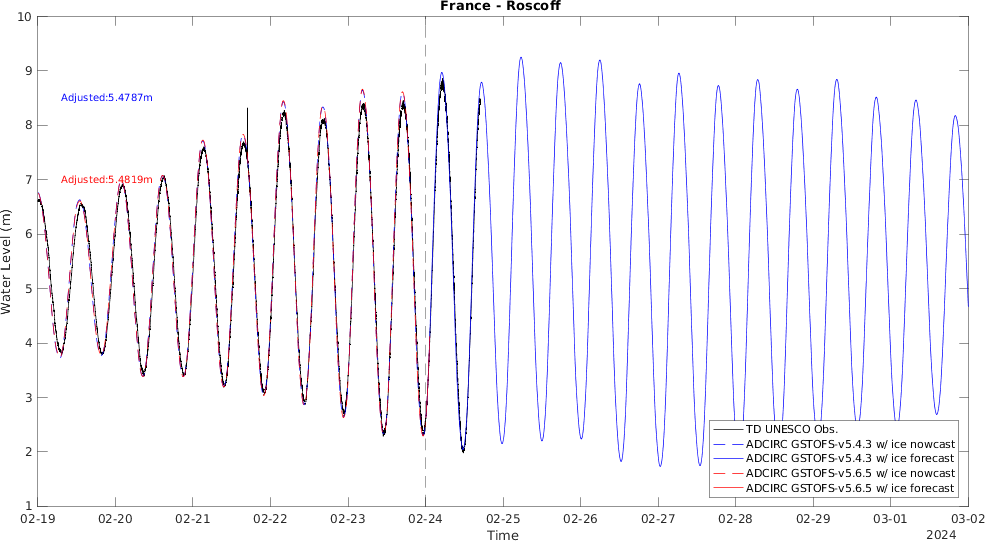 France - Roscoff
10
9
8
7
6
5
4
3
2
1
Water Level (m)
Adjusted:5.4787m
Adjusted:5.4819m
TD UNESCO Obs.
ADCIRC GSTOFS-v5.4.3 w/ ice nowcast
ADCIRC GSTOFS-v5.4.3 w/ ice forecast
ADCIRC GSTOFS-v5.6.5 w/ ice nowcast
ADCIRC GSTOFS-v5.6.5 w/ ice forecast
02-19 02-20 02-21 02-22 02-23 02-24 02-25 02-26 02-27 02-28 02-29 03-01 03-02
Time
2024